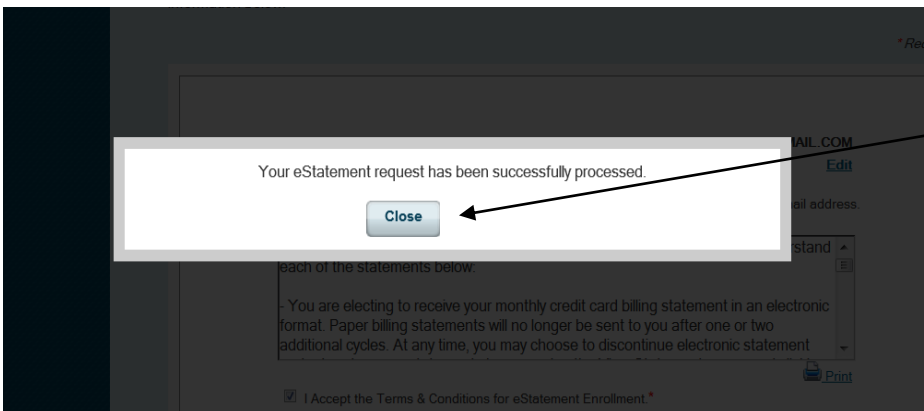 * Re
AIL.COM
Edit
Your eStatement request has been successfully processed.
ail address.
Close
rstand
each of the statements below:
- You are electing to receive your monthly credit card billing statement in an electronic
format. Paper billing statements will no longer be sent to you after one or two
additional cycles. At any time, you may choose to discontinue electronic statement
Print
I Accept the Terms & Conditions for eStatement Enrollment.*